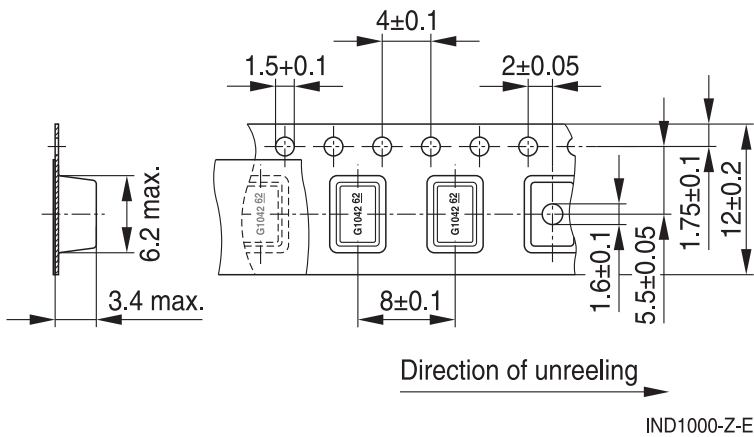 4±0.1
1.5+0.1
2±0.05
6.2 max.
3.4 max.
G1042 62
G1042 62
G1042 62
8±0.1
1.6±0.1
5.5±0.05
1.75±0.1
12±0.2
Direction of unreeling
IND1000-Z-E